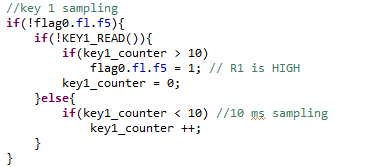 //key 1 sampling
if(!flag0.fl.f5){
if(!KEY1_READ()){
if(key1_counter > 10)
flag0.fl.f5 = 1; // R1 is HIGH
key1_counter = 0;
}else{
if(key1_counter < 10) //10 ms sampling
key1_counter ++;
}
}